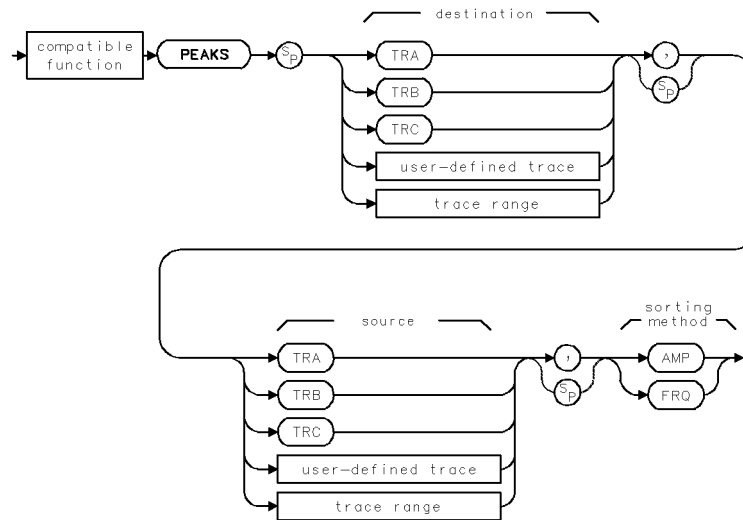 destination
compatible
function
PEAKS
SP
TRA
,
TRB
SP
TRC
user-defined trace
trace range
source
sorting
method
TRA
,
AMP
TRB
SP
FRQ
TRC
user-defined trace
trace range